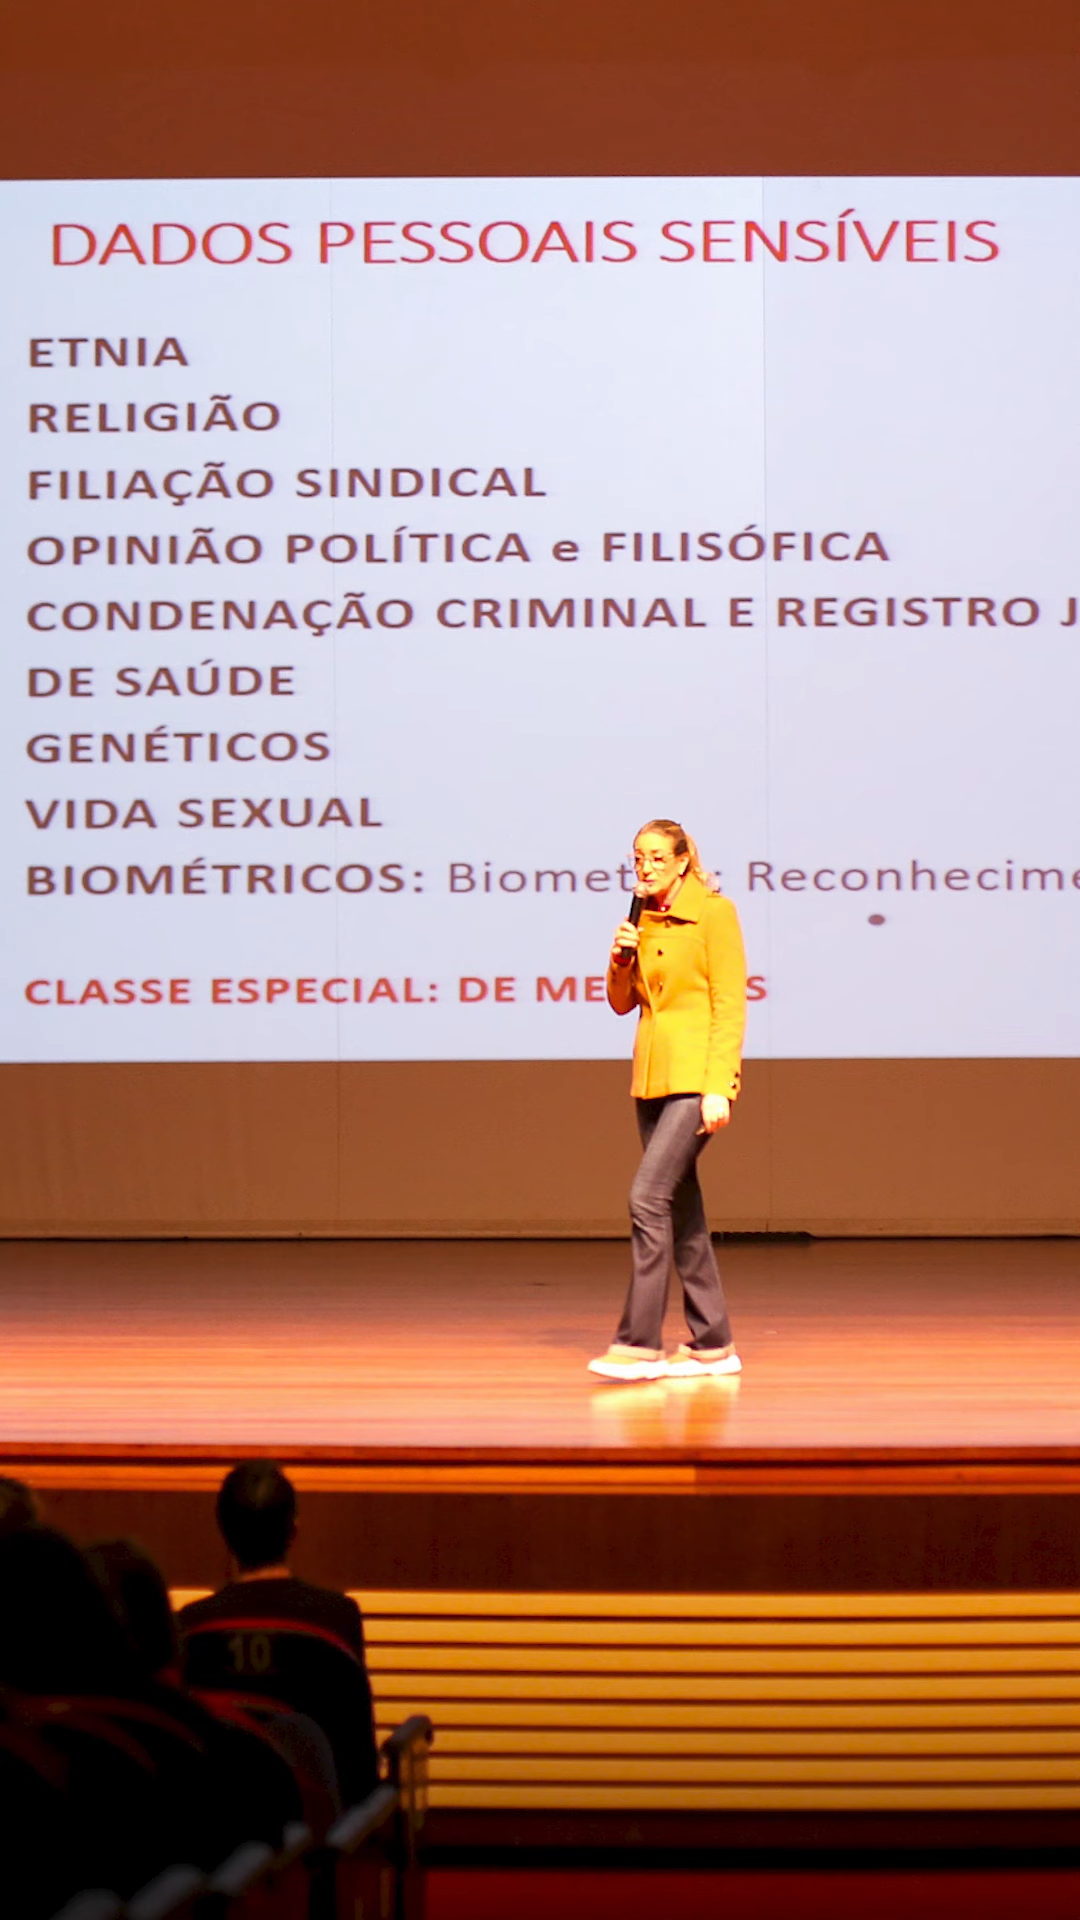 DADOS PESSOAIS SENSÍVEIS
ETNIA
RELIGIÃO
FILIAÇÃO SINDICAL
OPINIÃO POLÍTICA e FILISÓFICA
CONDENAÇÃO CRIMINAL E REGISTRO J
DE SAÚDE
GENÉTICOS
VIDA SEXUAL
BIOMÉTRICOS:
CLASSE ESPECIAL: DE
10